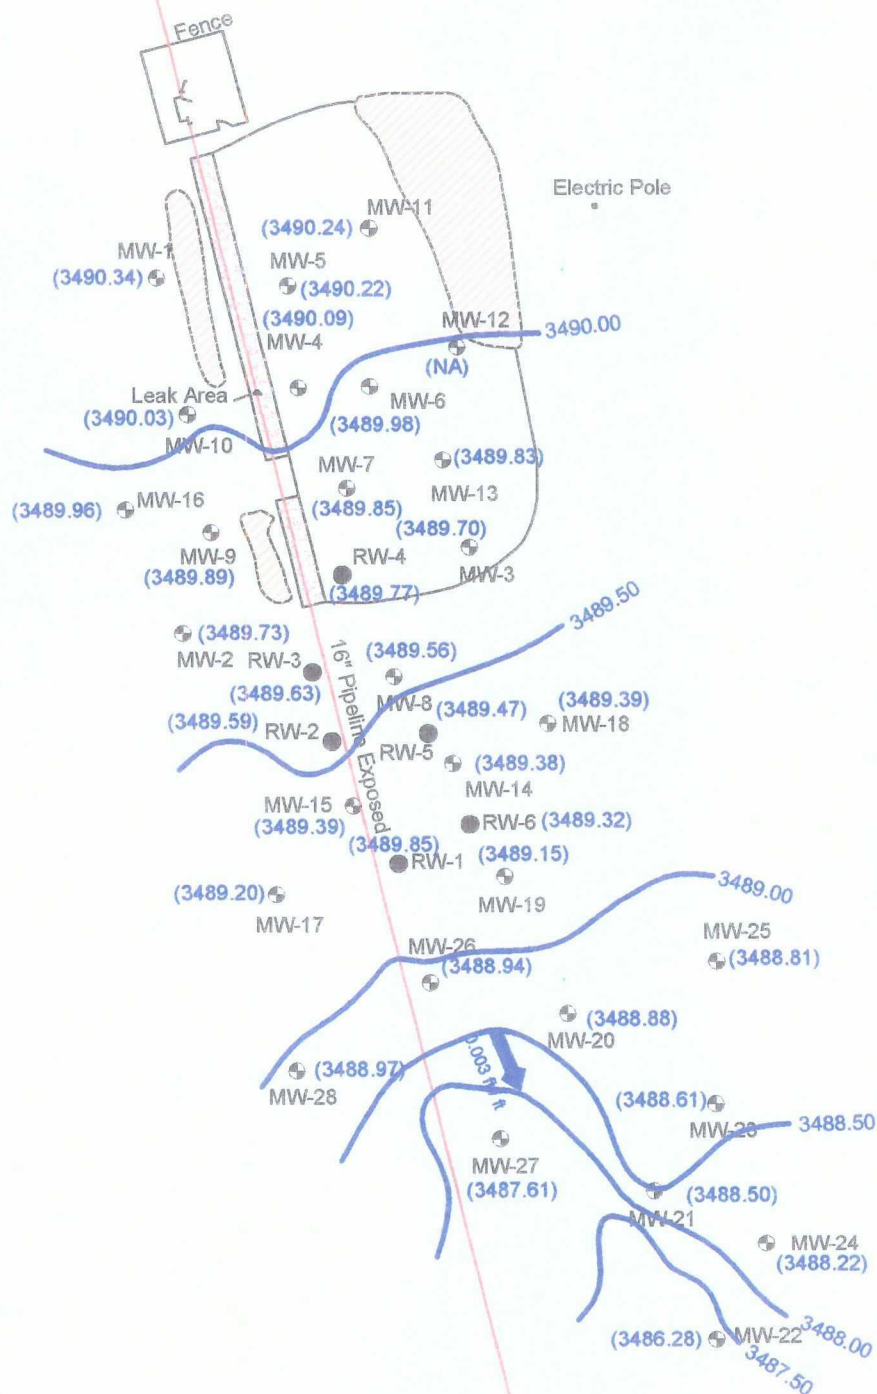 Fence
Electric Pole
MW-11
(3490.24)
MW-1
(3490.34)
MW-5
(3490.22)
(3490.09)
MW-4
MW-12
3490.00
(NA)
Leak Area
MW-6
(3490.03)
(3489.98)
MW-10
(3489.83)
MW-7
MW-13
MW-16
(3489.96)
(3489.85)
(3489.70)
MW-9
RW-4
MW-3
(3489.89)
(3489.77)
3489.50
(3489.73)
MW-2
RW-3
16" Pipeline Exposed
(3489.56)
(3489.63)
MW-8
(3489.39)
(3489.59)
RW-2
(3489.47)
MW-18
RW-5
(3489.38)
MW-14
MW-15
(3489.39)
RW-6
(3489.32)
(3489.85)
RW-1
(3489.15)
(3489.20)
MW-19
3489.00
MW-17
MW-25
MW-26
(3488.81)
(3488.94)
(3488.88)
MW-20
0.003 ft / ft
(3488.97)
MW-28
(3488.61)
3488.50
MW-23
MW-27
(3487.61)
(3488.50)
MW-21
MW-24
(3488.22)
3488.00
(3486.28)
MW-22
3487.50